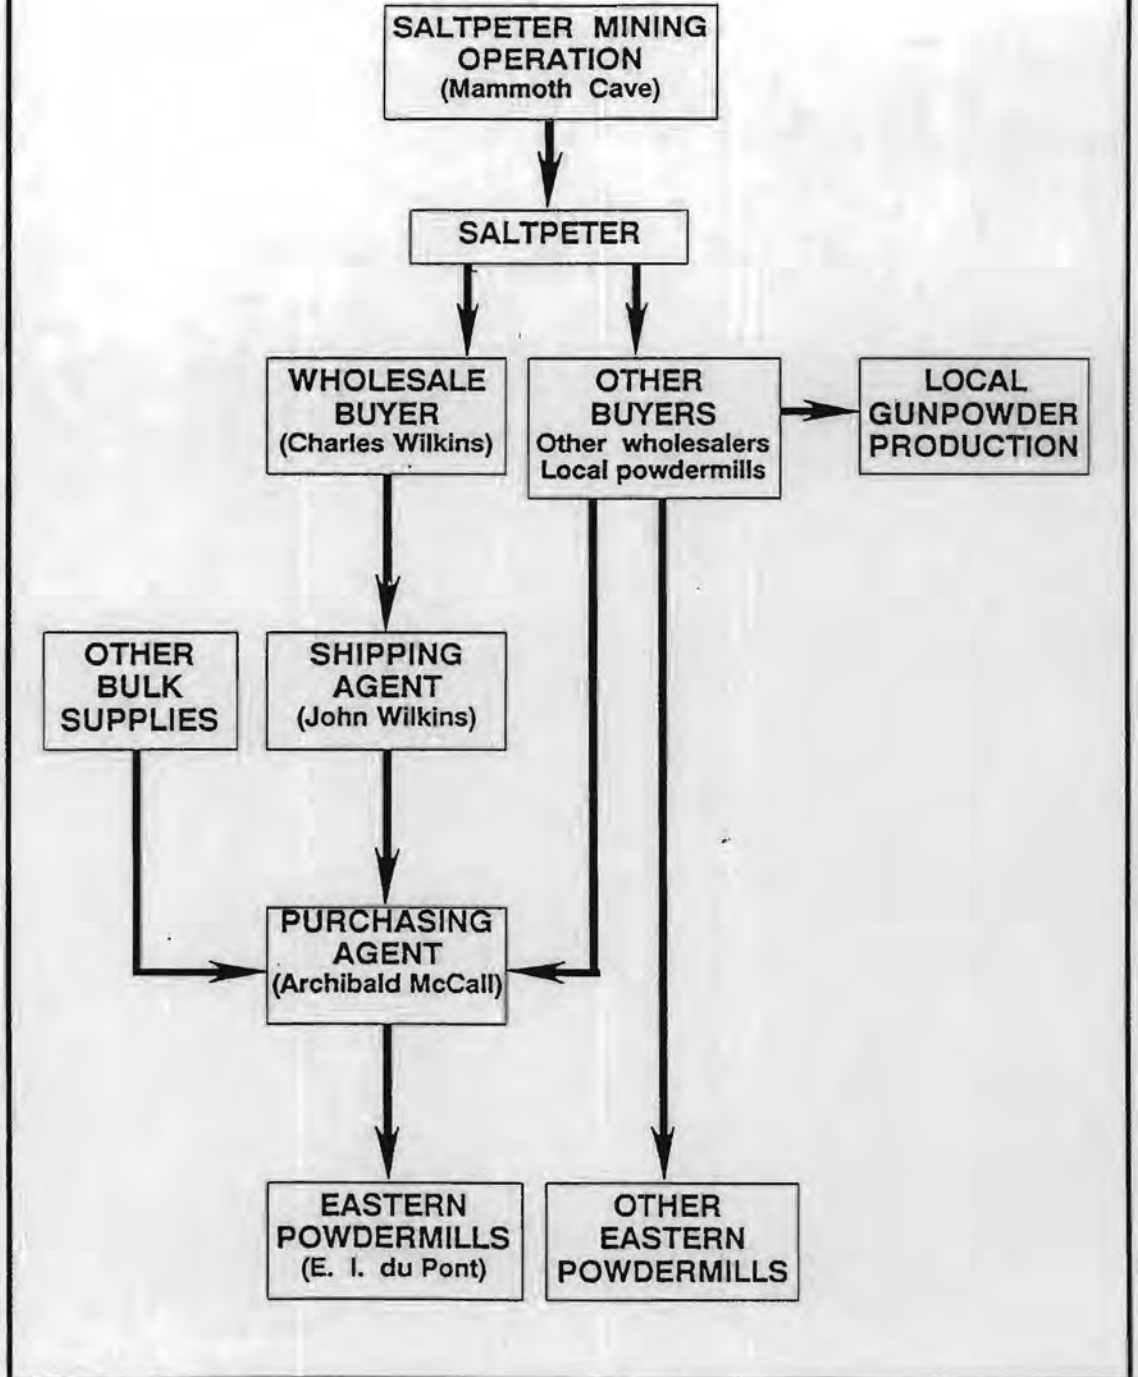 SALTPETER MINING
OPERATION
(Mammoth Cave)
SALTPETER
WHOLESALE
BUYER
(Charles Wilkins)
OTHER
BUYERS
Other wholesalers
Local powdermills
LOCAL
GUNPOWDER
PRODUCTION
OTHER
BULK
SUPPLIES
SHIPPING
AGENT
(John Wilkins)
PURCHASING
AGENT
(Archibald McCall)
EASTERN
POWDERMILLS
(E. I. du Pont)
OTHER
EASTERN
POWDERMILLS